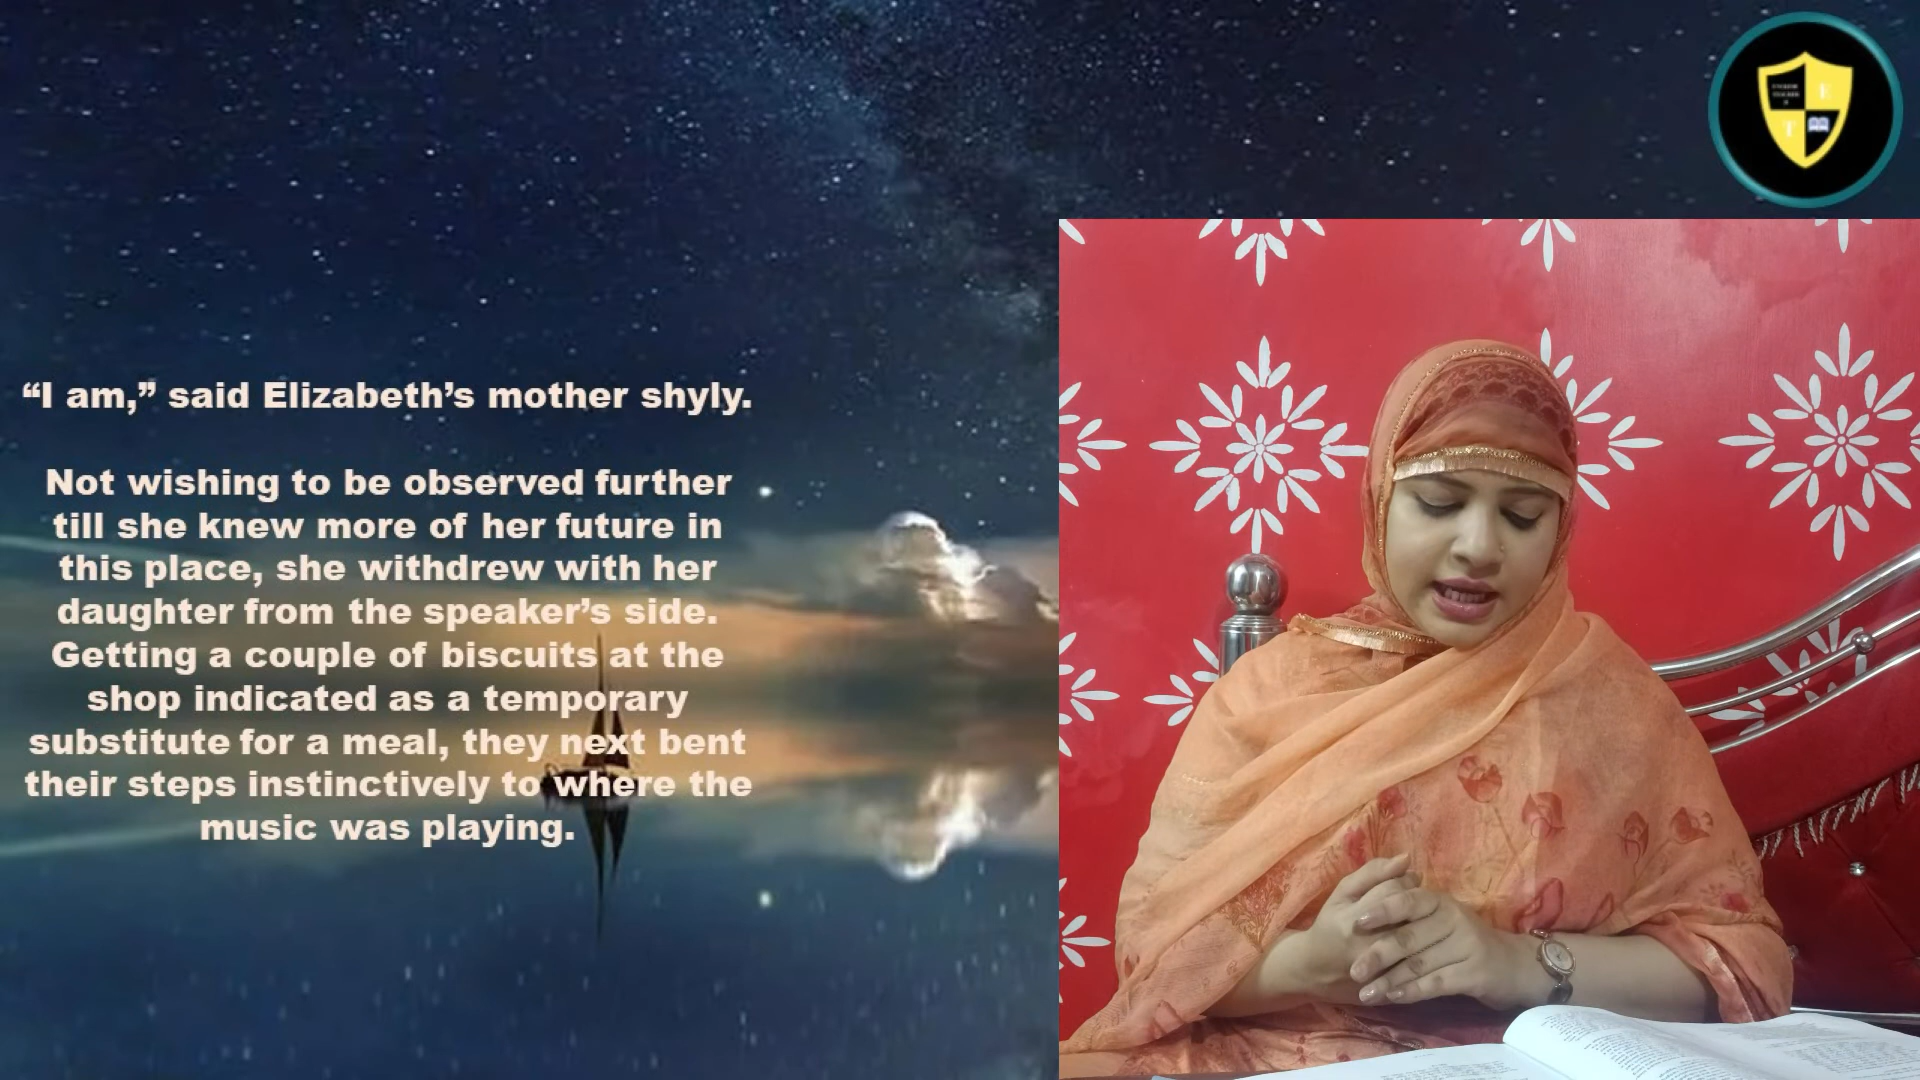 “I am,” said Elizabeth’s mother shyly.
Not wishing to be observed further
till she knew more of her future in
this place, she withdrew with her
daughter from the speaker’s side.
Getting a couple of biscuits at the
shop indicated as a temporary
substitute for a meal, they next bent
their steps instinctively to where the
music was playing.
E
T